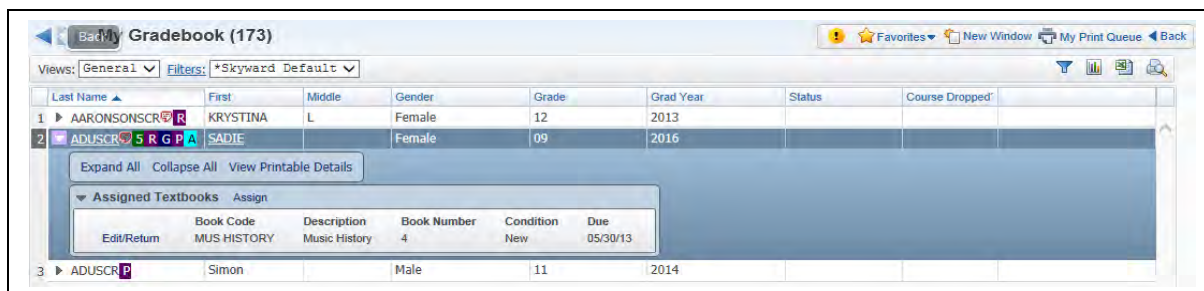 Back My Gradebook (173) Favorites New Window My Print Queue Back
Views: General Filters: *Skyward Default
Last Name First Middle Gender Grade Grad Year Status Course Dropped?
1 AARONSONSCR R KRYSTINA L Female 12 2013
2 ADUSCR 5 R G P A SADIE Female 09 2016
Expand All Collapse All View Printable Details
Assigned Textbooks Assign
Book Code Description Book Number Condition Due
Edit/Return MUS HISTORY Music History 4 New 05/30/13
3 ADUSCR P Simon Male 11 2014